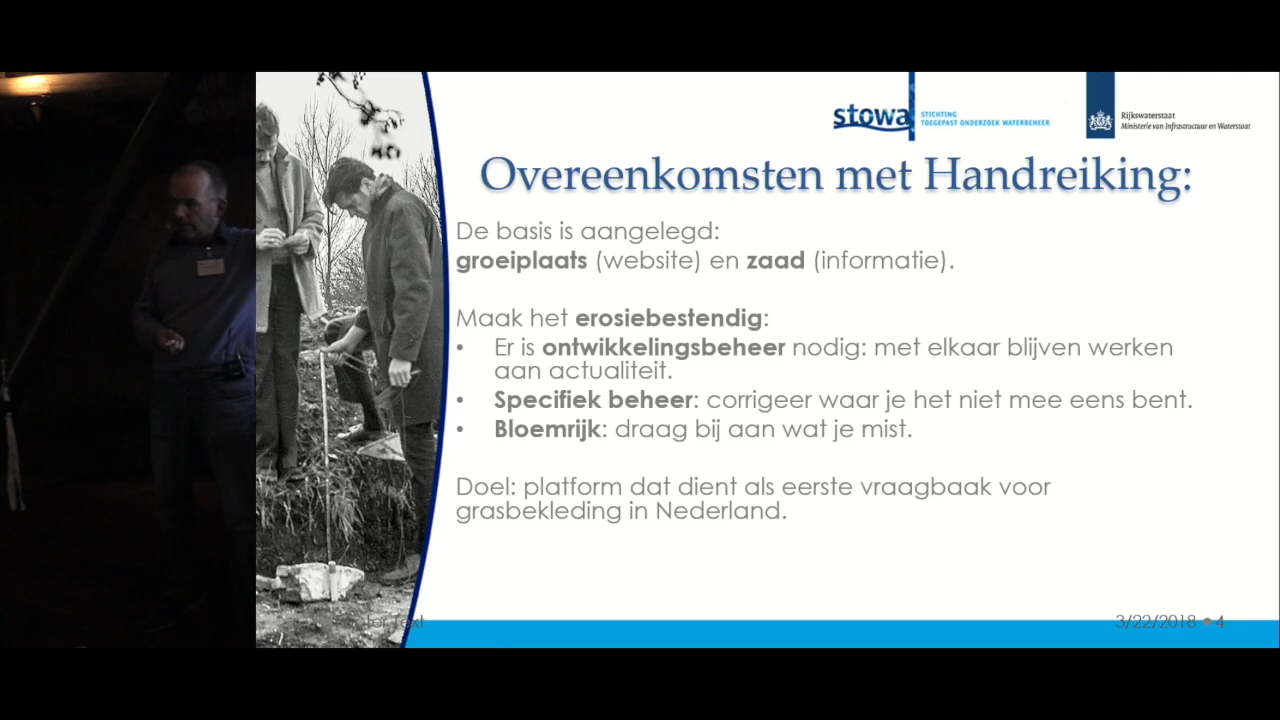 stowa
STICHTING
TOEGEPAST ONDERZOEK WATERBEHEER
Rijkswaterstaat
Ministerie van Infrastructuur en Waterstaat
Overeenkomsten met Handreiking:
De basis is aangelegd:
groeiplaats (website) en zaad (informatie).
Maak het erosiebestendig:
• Er is ontwikkelingsbeheer nodig: met elkaar blijven werken
aan actualiteit.
• Specifiek beheer: corrigeer waar je het niet mee eens bent.
• Bloemrijk: draag bij aan wat je mist.
Doel: platform dat dient als eerste vraagbaak voor
grasbekleding in Nederland.
Text
3/22/2018 • 4